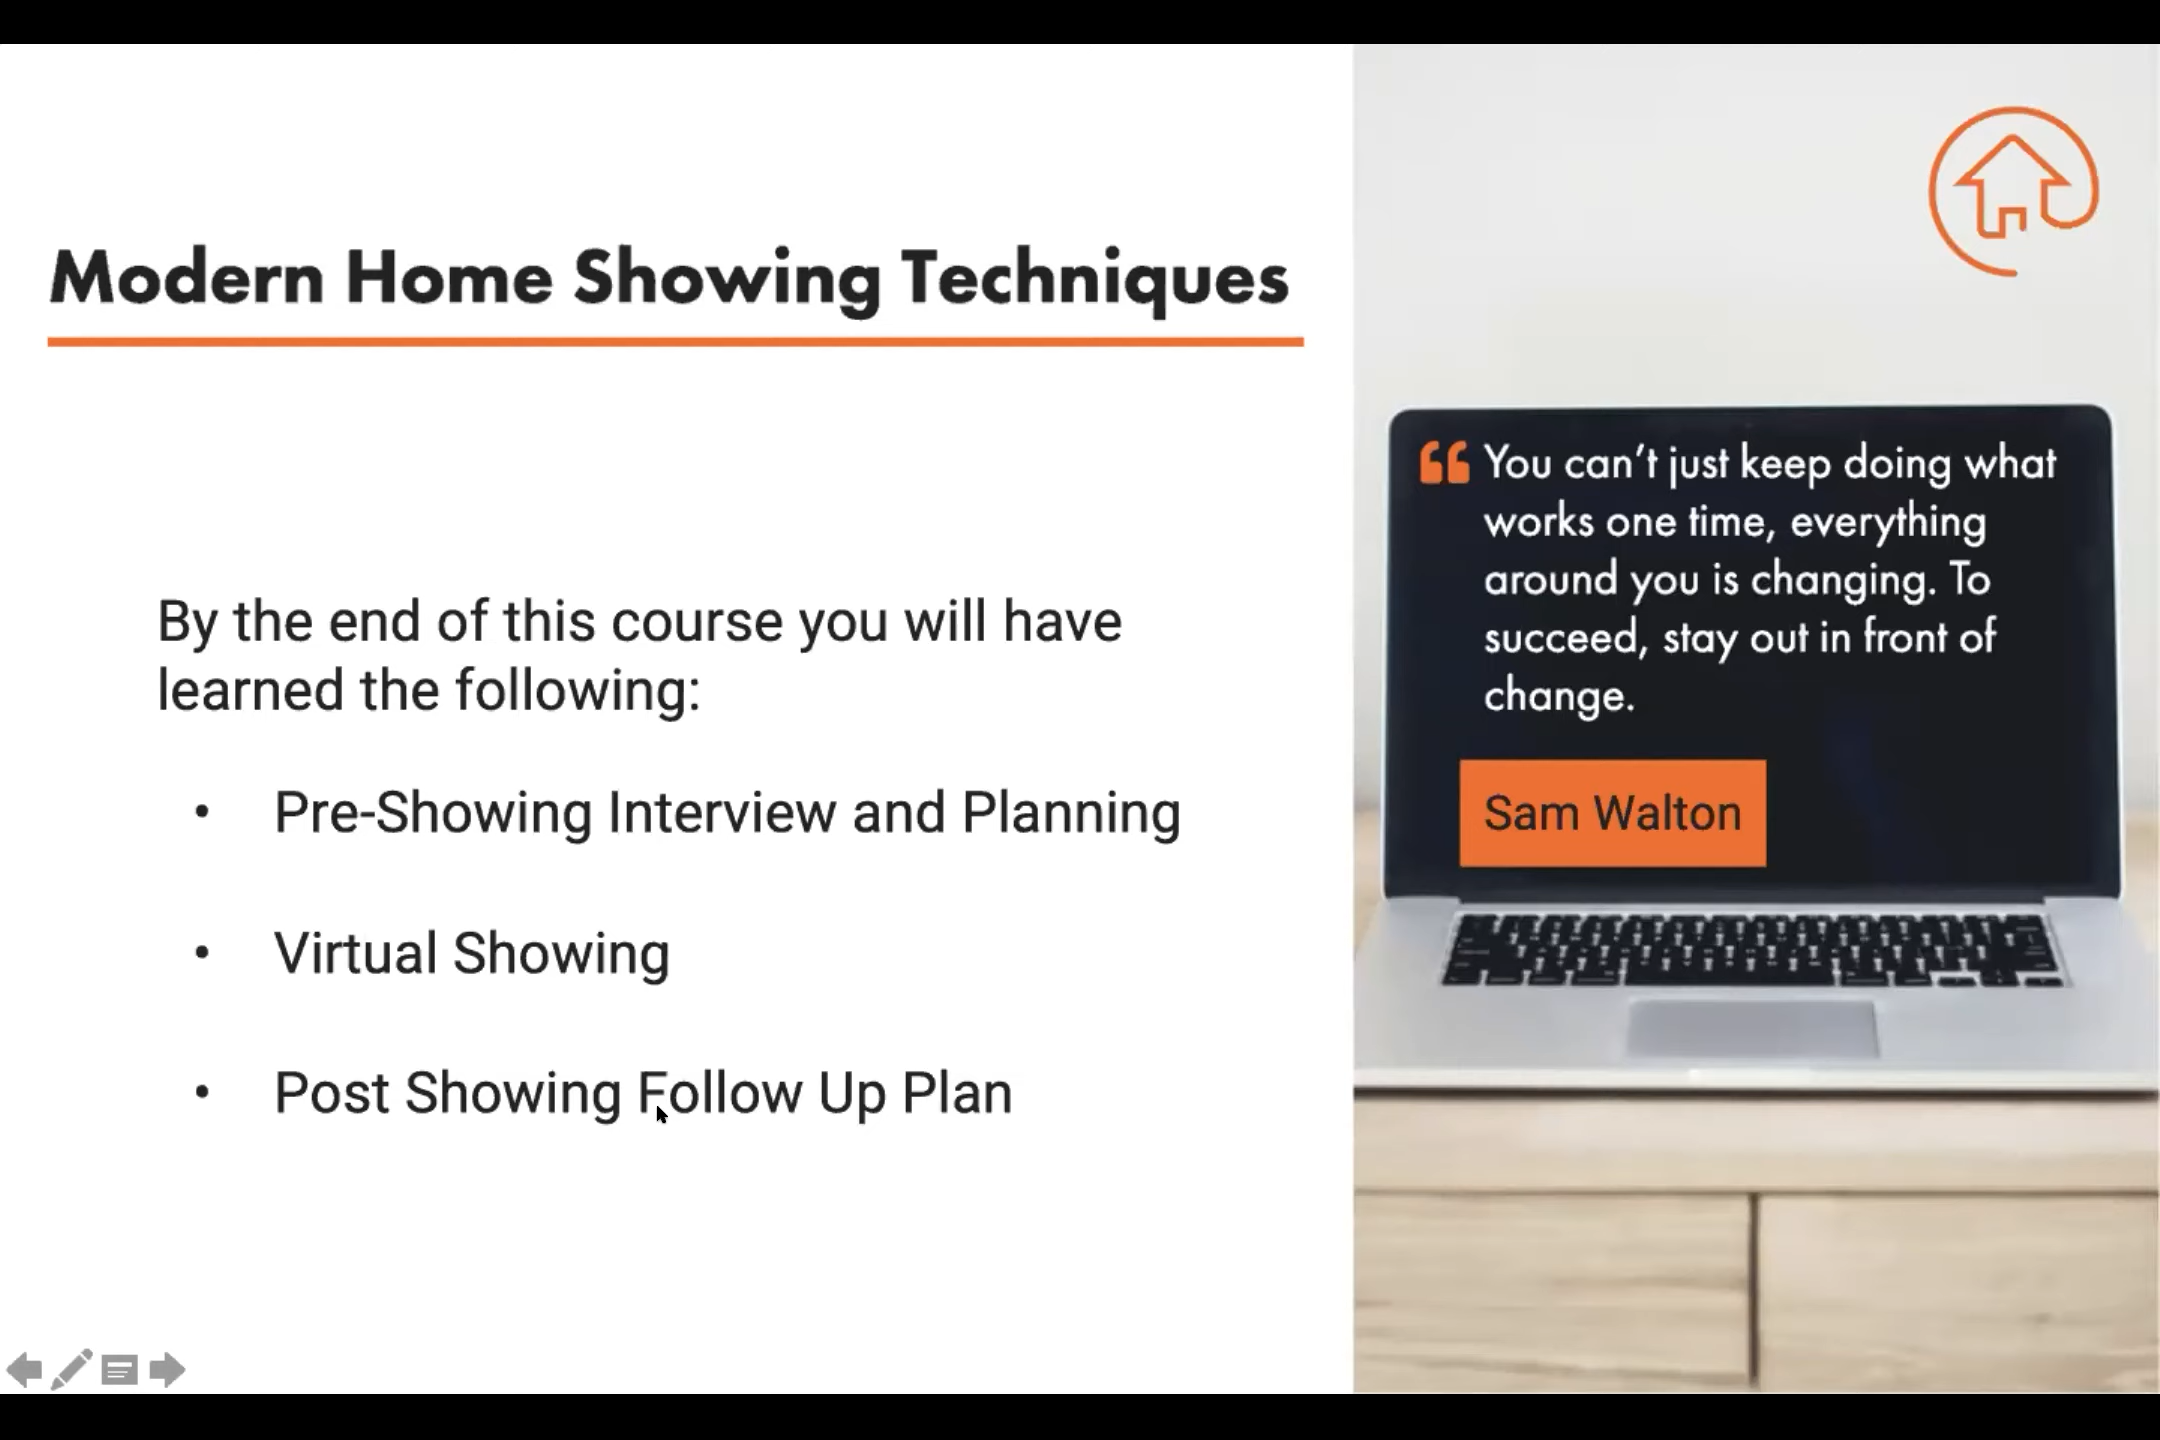 Modern Home Showing Techniques
By the end of this course you will have
learned the following:
• Pre-Showing Interview and Planning
• Virtual Showing
• Post Showing Follow Up Plan
“ You can’t just keep doing what
works one time, everything
around you is changing. To
succeed, stay out in front of
change.
Sam Walton